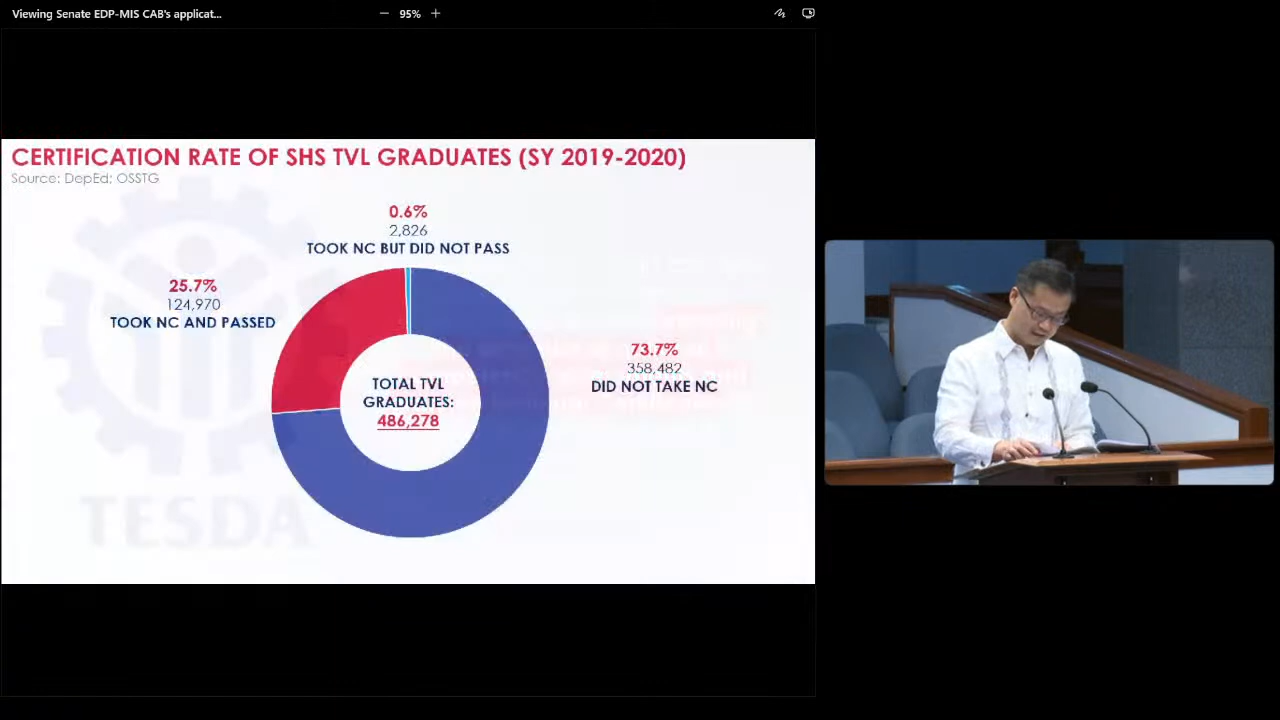 Viewing Senate EDP-MIS CAB's applicat...
95%
CERTIFICATION RATE OF SHS TVL GRADUATES (SY 2019-2020)
Source: DepEd; OSSTG
0.6%
2,826
TOOK NC BUT DID NOT PASS
25.7%
124,970
TOOK NC AND PASSED
73.7%
358,482
DID NOT TAKE NC
TOTAL TVL
GRADUATES:
486,278
TESDA